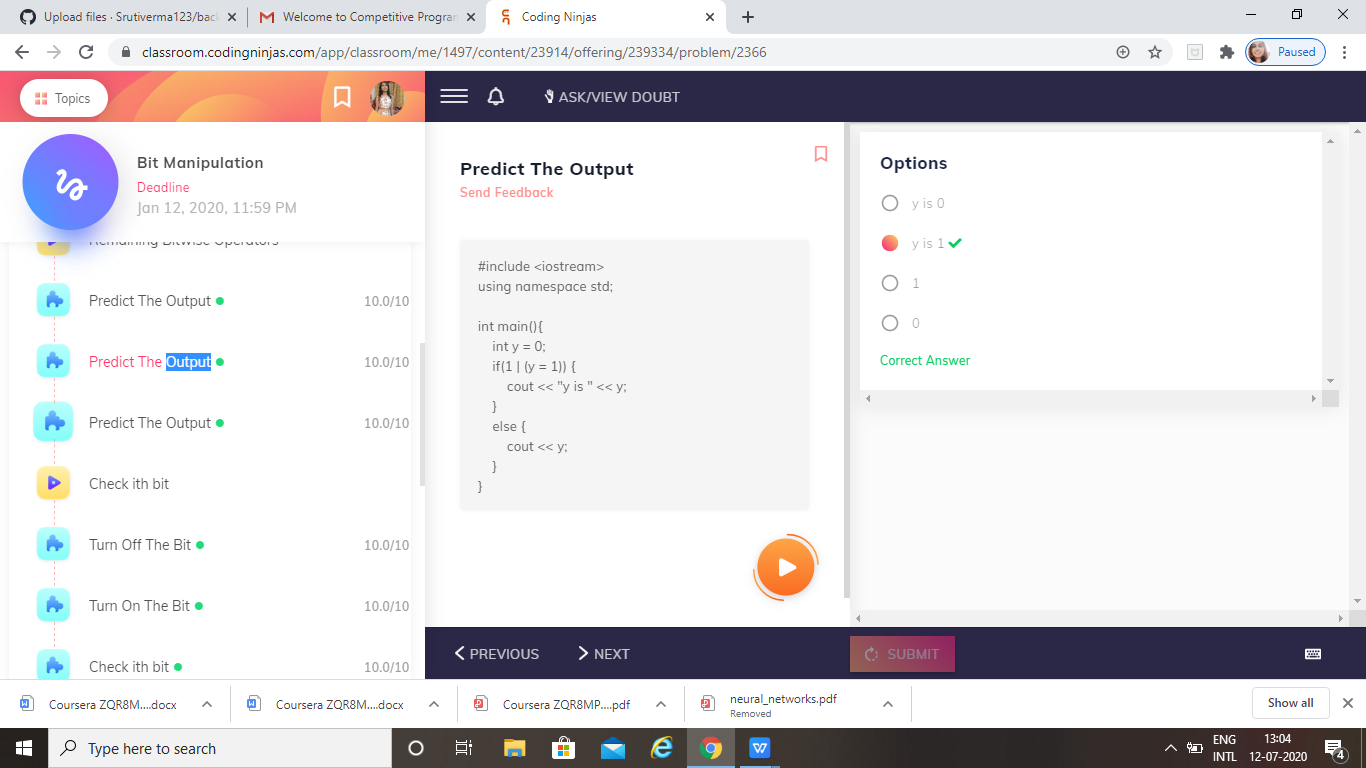 Upload files · Srutiverma123/bac
Welcome to Competitive Program
Coding Ninjas
classroom.codingninjas.com/app/classroom/me/1497/content/23914/offering/239334/problem/2366
Paused
Topics
ASK/VIEW DOUBT
Bit Manipulation
Deadline
Jan 12, 2020, 11:59 PM
Remaining Bitwise Operators
Predict The Output
10.0/10
Predict The Output
10.0/10
Predict The Output
10.0/10
Check ith bit
Turn Off The Bit
10.0/10
Turn On The Bit
10.0/10
Check ith bit
10.0/10
Predict The Output
Send Feedback
#include <iostream>
using namespace std;
int main(){
int y = 0;
if(1 | (y = 1)) {
cout << "y is " << y;
}
else {
cout << y;
}
}
Options
y is 0
y is 1
1
0
Correct Answer
PREVIOUS
NEXT
SUBMIT
Coursera ZQR8M....docx
Coursera ZQR8M....docx
Coursera ZQR8MP....pdf
neural_networks.pdf
Removed
Show all
Type here to search
ENG
INTL
13:04
12-07-2020
4